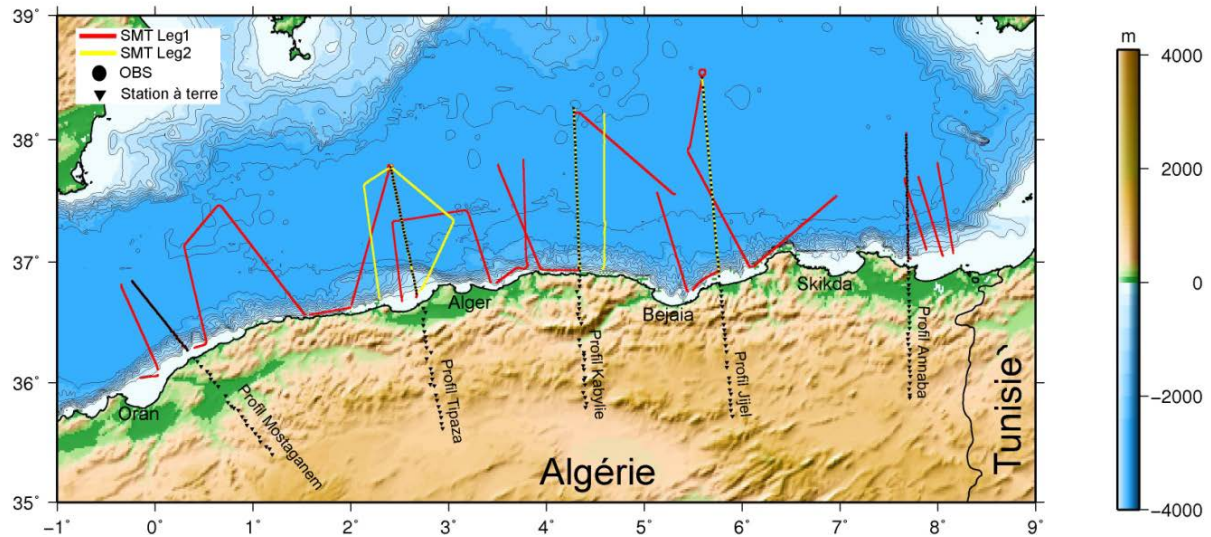 SMT Leg1
SMT Leg2
OBS
Station à terre
39°
38°
37°
36°
35°
-1°
0°
1°
2°
3°
4°
5°
6°
7°
8°
9°
Oran
Alger
Bejaia
Skikda
Profil Mostaganem
Profil Tipaza
Profil Kabylie
Profil Jijel
Profil Annaba
Algérie
Tunisie`
m
4000
2000
0
-2000
-4000